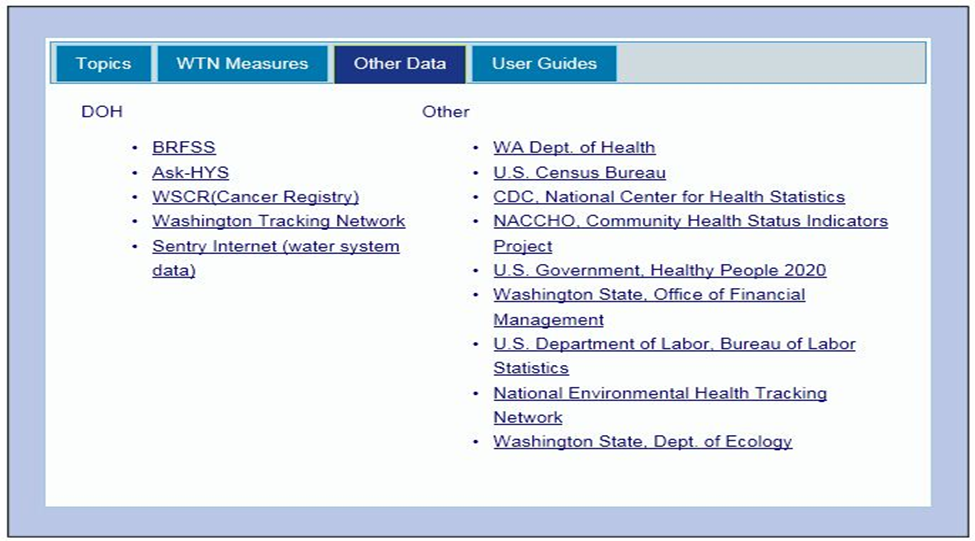 Topics WTN Measures Other Data User Guides
DOH
• BRFSS
• Ask-HYS
• WSCR(Cancer Registry)
• Washington Tracking Network
• Sentry Internet (water system
data)
Other
• WA Dept. of Health
• U.S. Census Bureau
• CDC, National Center for Health Statistics
• NACCHO, Community Health Status Indicators
Project
• U.S. Government, Healthy People 2020
• Washington State, Office of Financial
Management
• U.S. Department of Labor, Bureau of Labor
Statistics
• National Environmental Health Tracking
Network
• Washington State, Dept. of Ecology